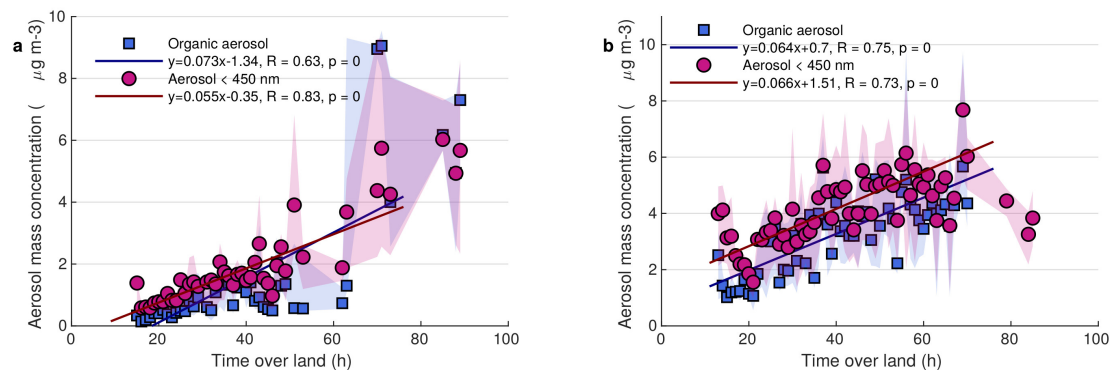 a
Aerosol mass concentration ( μg m-3)
10
8
6
4
2
0
Organic aerosol
y=0.073x-1.34, R = 0.63, p = 0
Aerosol < 450 nm
y=0.055x-0.35, R = 0.83, p = 0
20 40 60 80 100
Time over land (h)
b
Aerosol mass concentration ( μg m-3)
10
8
6
4
2
0
Organic aerosol
y=0.064x+0.7, R = 0.75, p = 0
Aerosol < 450 nm
y=0.066x+1.51, R = 0.73, p = 0
0 20 40 60 80 100
Time over land (h)